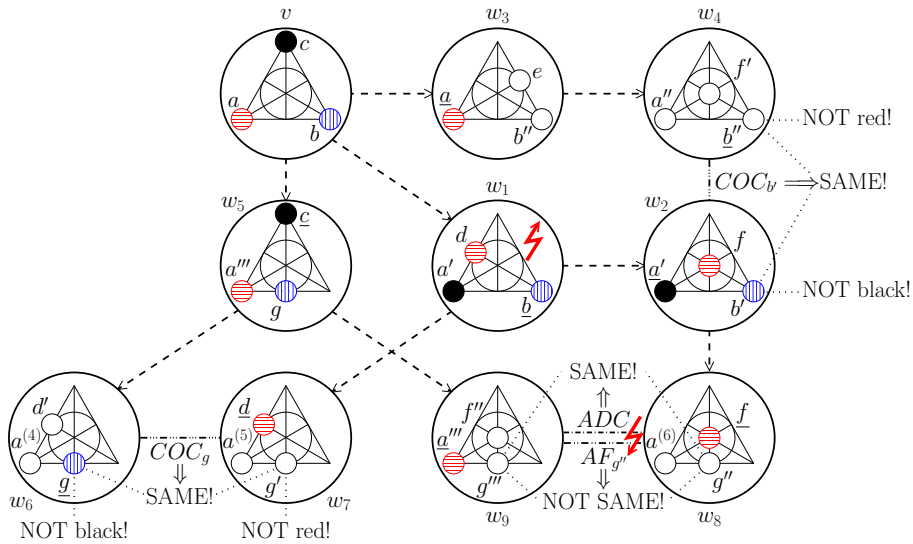 v
w₃
w₄
c
a
b
a̲
e
b''
a''
f'
b̲''
NOT red!
COC_b' ⟹ SAME!
w₅
w₁
w₂
c̲
a'''
g
d
a'
b̲
f
a̲'
b'
NOT black!
SAME!
⇑
ADC
AF_g''
⇓
NOT SAME!
d'
a⁽⁴⁾
g̲
w₆
NOT black!
COC_g
⇓
SAME!
d̲
a⁽⁵⁾
g'
w₇
NOT red!
f''
a̲'''
g'''
w₉
f̲
a⁽⁶⁾
g''
w₈